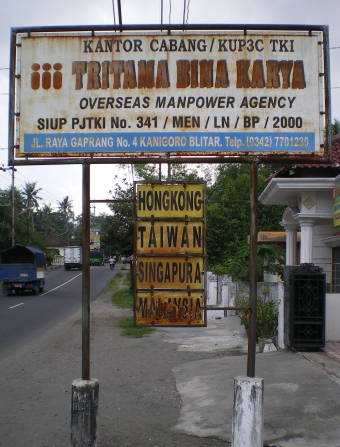 KANTOR CABANG / KUP3C TKI
TRITAMA BINA KARYA
OVERSEAS MANPOWER AGENCY
SIUP PJTKI No. 341 / MEN / LN / BP / 2000
JL. RAYA GAPRANG No. 4 KANIGORO BLITAR. Telp. (0342) 7701230
HONGKONG
TAIWAN
SINGAPURA
MALAYSIA